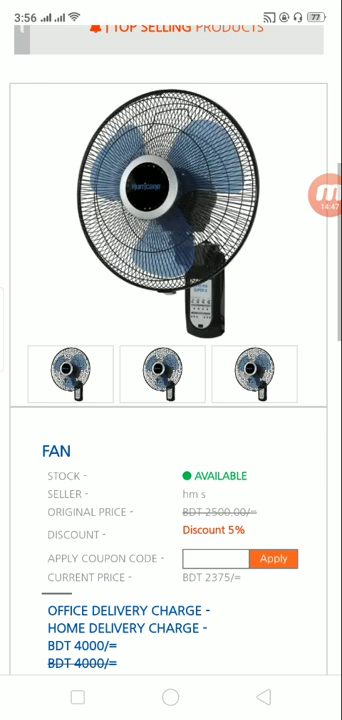 3:56
77
| TOP SELLING PRODUCTS
14:47
FAN
STOCK - AVAILABLE
SELLER - hm s
ORIGINAL PRICE - BDT 2500.00/=
DISCOUNT - Discount 5%
APPLY COUPON CODE - Apply
CURRENT PRICE - BDT 2375/=
OFFICE DELIVERY CHARGE -
HOME DELIVERY CHARGE -
BDT 4000/=
BDT 4000/=